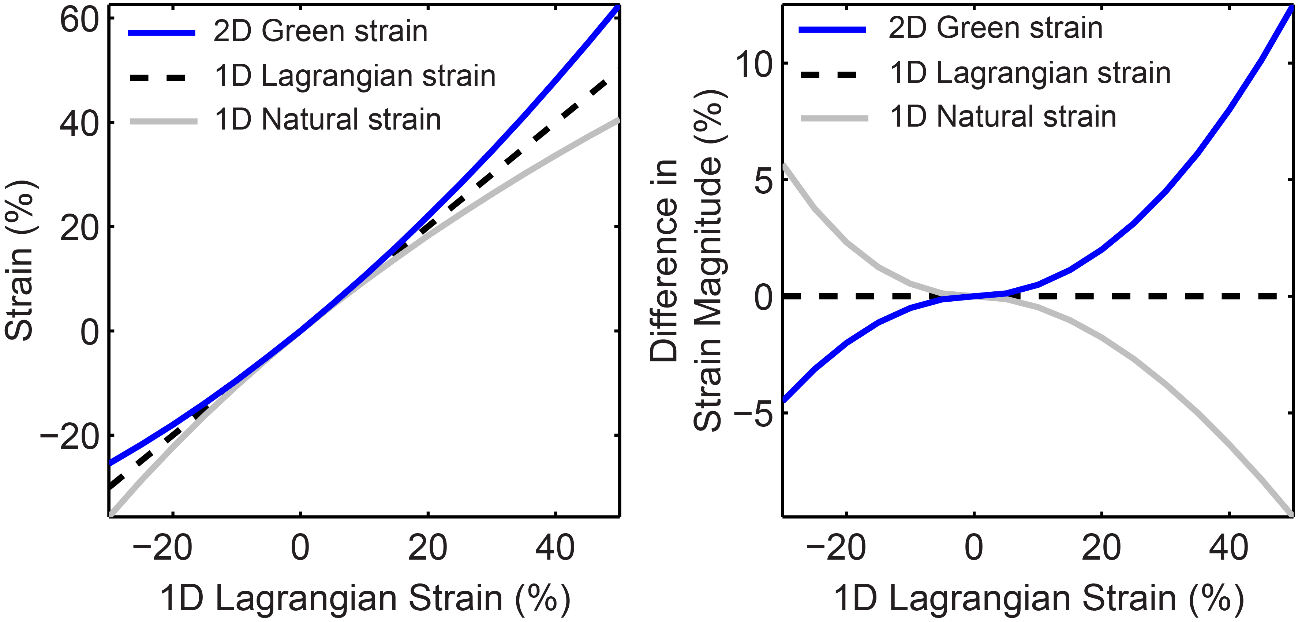 2D Green strain
1D Lagrangian strain
1D Natural strain
60
40
20
0
−20
Strain (%)
−20 0 20 40
1D Lagrangian Strain (%)
2D Green strain
1D Lagrangian strain
1D Natural strain
10
5
0
−5
Difference in
Strain Magnitude (%)
−20 0 20 40
1D Lagrangian Strain (%)